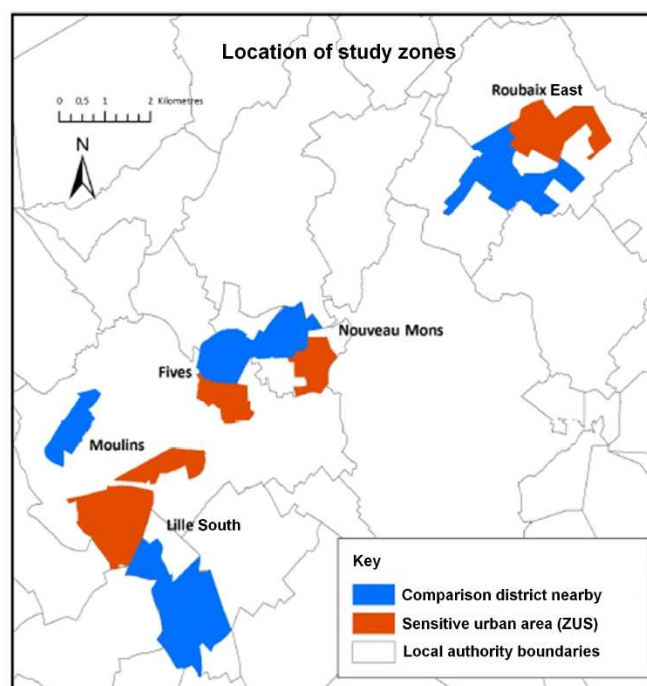 Location of study zones
Roubaix East
0 0,5 1 2 Kilometres
N
Nouveau Mons
Fives
Moulins
Lille South
Key
Comparison district nearby
Sensitive urban area (ZUS)
Local authority boundaries